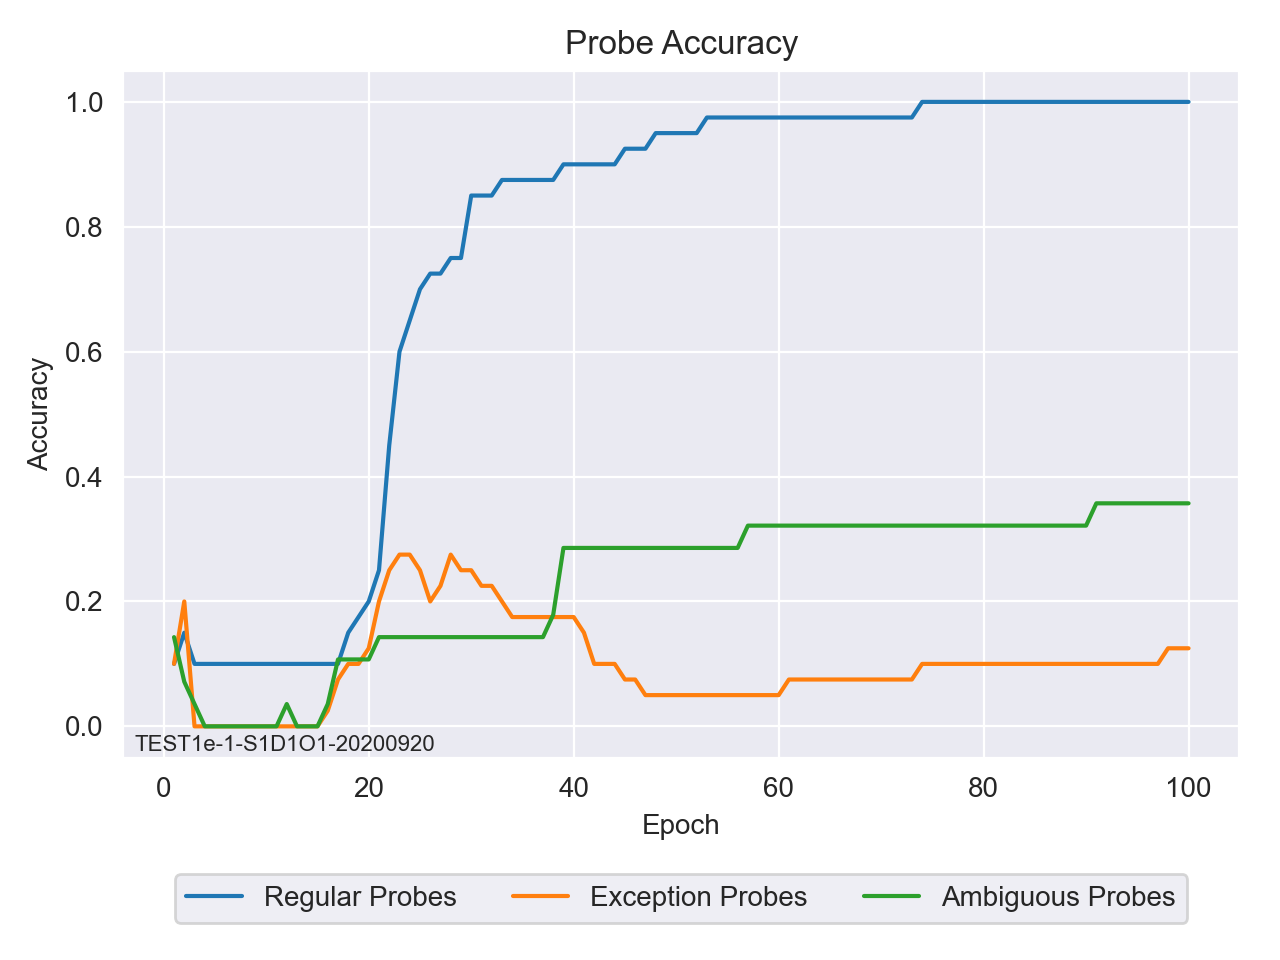 Probe Accuracy
1.0
0.8
0.6
0.4
0.2
0.0
Accuracy
TEST1e-1-S1D1O1-20200920
0 20 40 60 80 100
Epoch
Regular Probes Exception Probes Ambiguous Probes